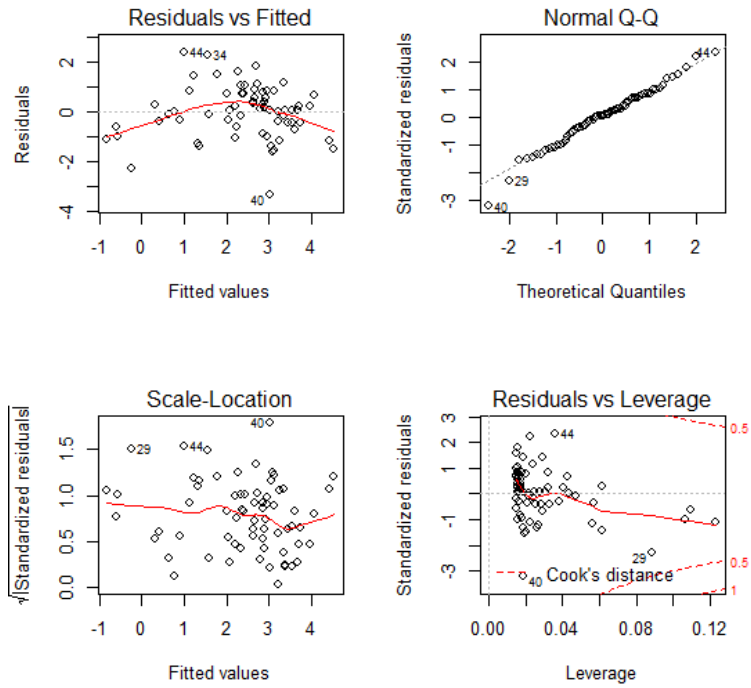 Residuals vs Fitted
Residuals
2
0
-2
-4
44
34
40
-1 0 1 2 3 4
Fitted values
Normal Q-Q
Standardized residuals
3
2
1
0
-1
-3
44
29
40
-2 -1 0 1 2
Theoretical Quantiles
Scale-Location
√|Standardized residuals|
1.5
1.0
0.5
0.0
40
29
44
-1 0 1 2 3 4
Fitted values
Residuals vs Leverage
Standardized residuals
3
2
1
-1
-3
44
29
40
Cook's distance
0.5
0.5
1
0.00 0.04 0.08 0.12
Leverage